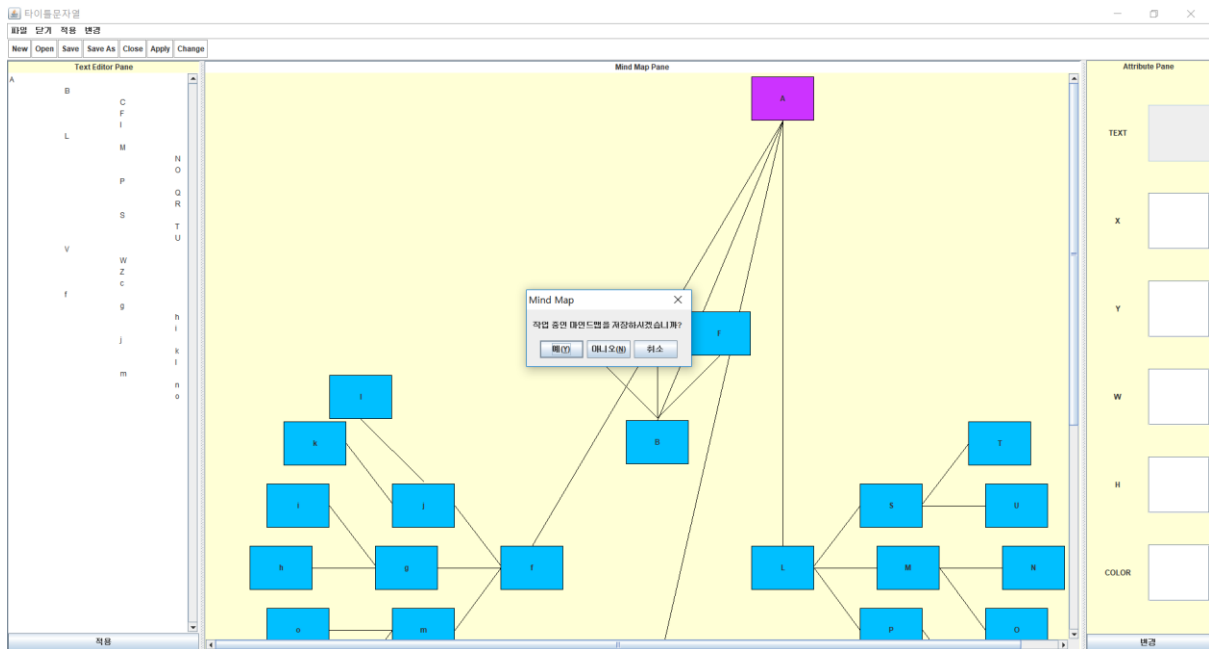 타이틀문자열
파일 닫기 적용 변경
New Open Save Save As Close Apply Change
Text Editor Pane
A
B
C
F
I
L
M
N
O
P
Q
R
S
T
U
V
W
Z
c
f
g
h
i
j
k
l
m
n
o
적용
Mind Map Pane
A
F
Mind Map
작업 중인 마인드맵을 저장하시겠습니까?
예(Y) 아니오(N) 취소
l
k
B
T
i
j
S
U
h
g
f
L
M
N
o
m
P
O
Attribute Pane
TEXT
X
Y
W
H
COLOR
변경